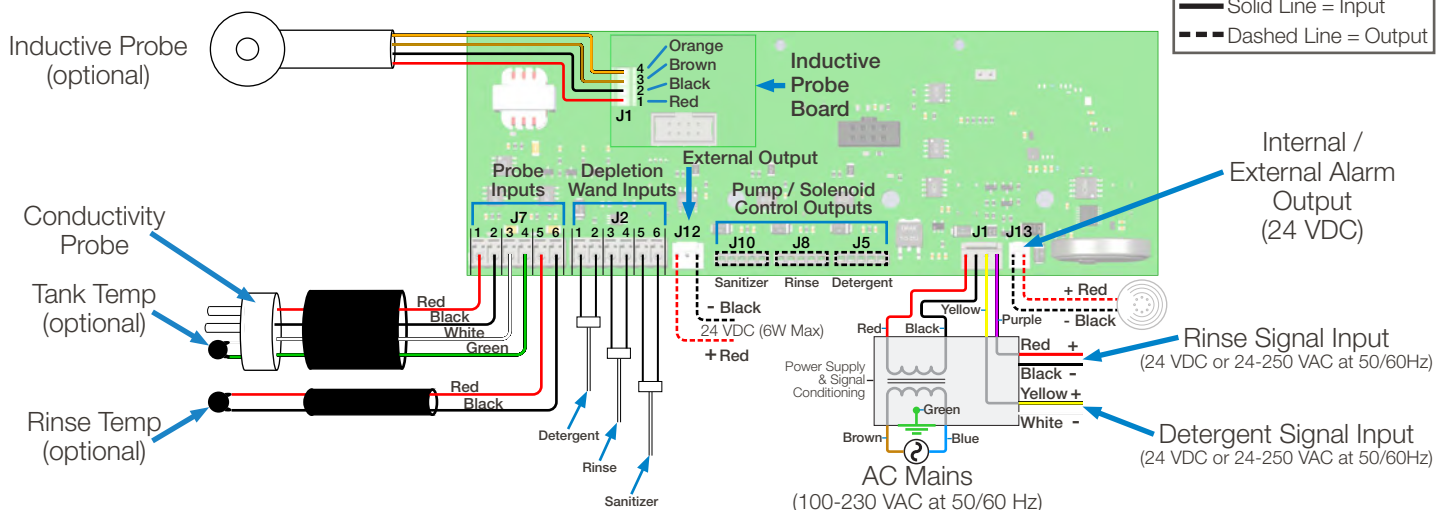 Solid Line = Input
Dashed Line = Output
Inductive Probe
(optional)
4 Orange
3 Brown
2 Black
1 Red
J1
Inductive
Probe
Board
External Output
Internal /
External Alarm
Output
(24 VDC)
Probe
Inputs
J7
1 2 3 4 5 6
Depletion
Wand Inputs
J2
1 2 3 4 5 6
J12
Pump / Solenoid
Control Outputs
J10 J8 J5
Sanitizer Rinse Detergent
J1 J13
Conductivity
Probe
Tank Temp
(optional)
Red
Black
White
Green
Rinse Temp
(optional)
Red
Black
Detergent
Rinse
Sanitizer
- Black
24 VDC (6W Max)
+ Red
+ Red
- Black
Red
Black
Yellow
Purple
Power Supply
& Signal
Conditioning
Green
Brown
Blue
AC Mains
(100-230 VAC at 50/60 Hz)
Red +
Black -
Yellow +
White -
Rinse Signal Input
(24 VDC or 24-250 VAC at 50/60Hz)
Detergent Signal Input
(24 VDC or 24-250 VAC at 50/60Hz)